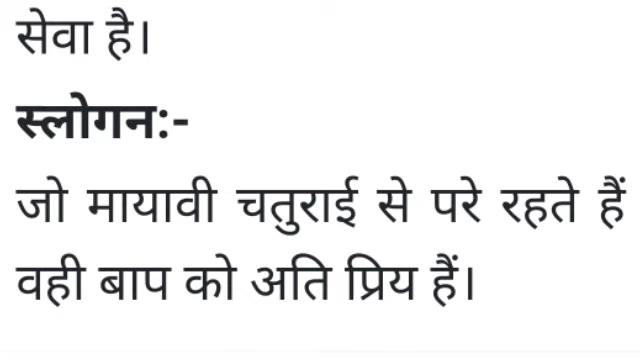 सेवा है।
स्लोगन:-
जो मायावी चतुराई से परे रहते हैं
वही बाप को अति प्रिय हैं।